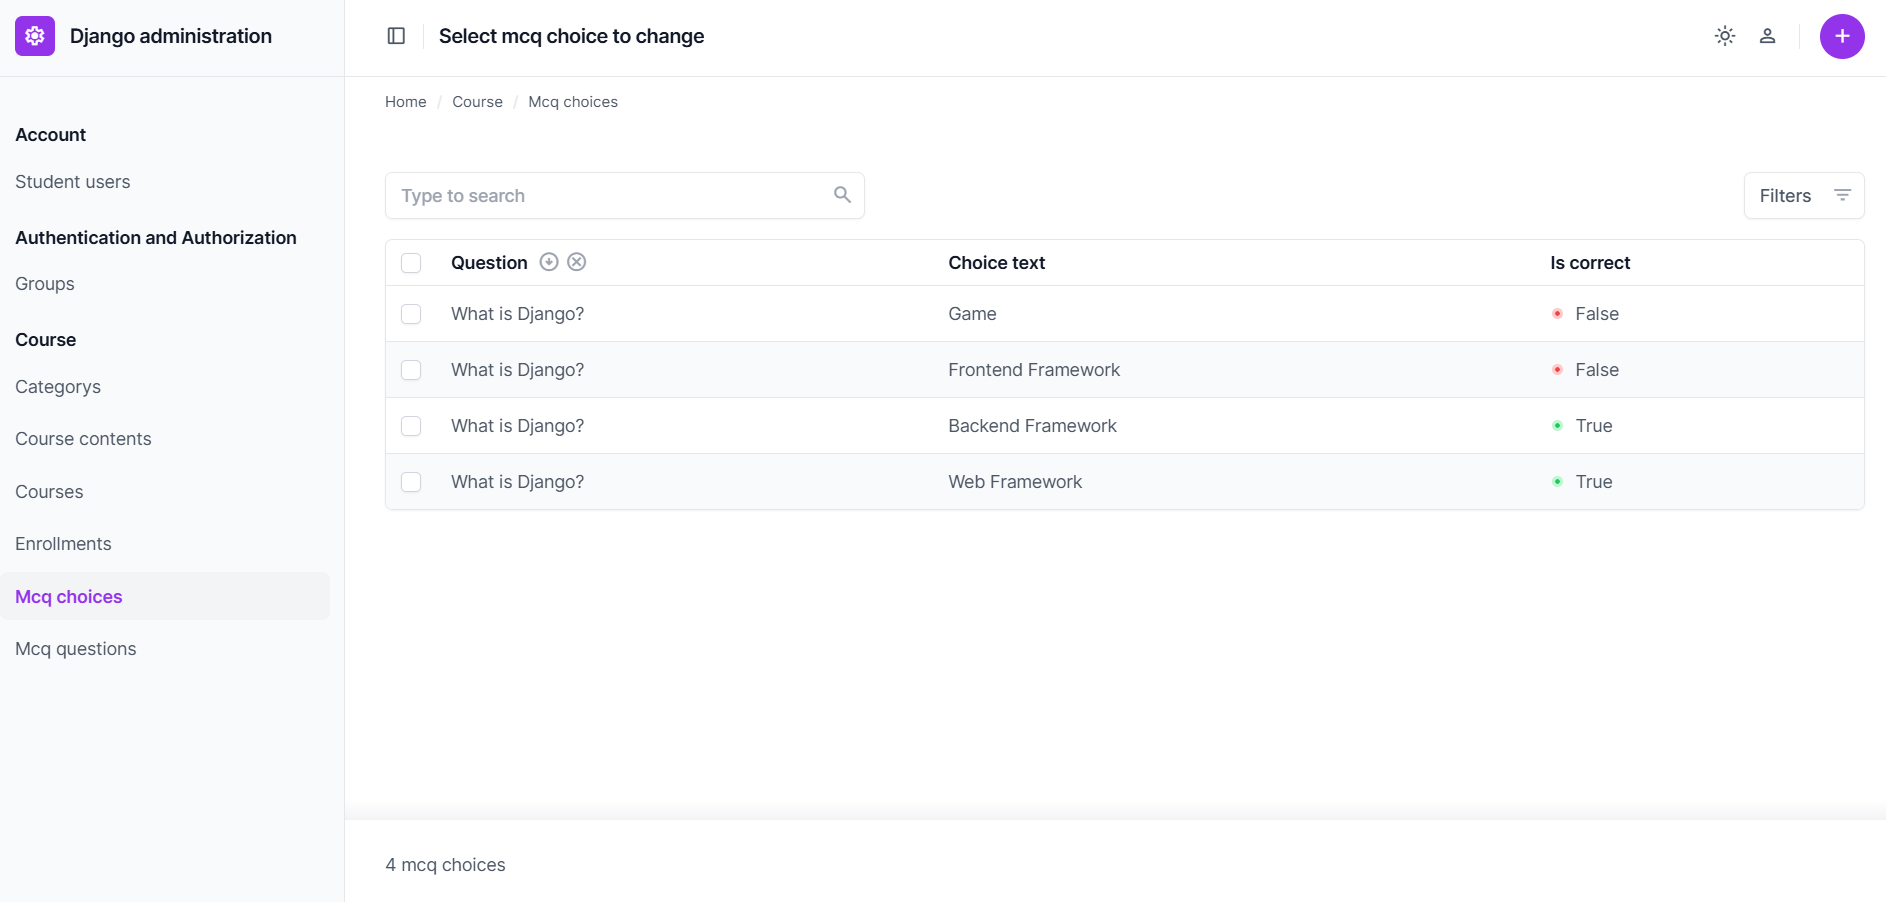 Django administration
Select mcq choice to change
Home / Course / Mcq choices
Account
Student users
Authentication and Authorization
Groups
Course
Categorys
Course contents
Courses
Enrollments
Mcq choices
Mcq questions
Type to search
Filters
Question Choice text Is correct
What is Django? Game False
What is Django? Frontend Framework False
What is Django? Backend Framework True
What is Django? Web Framework True
4 mcq choices